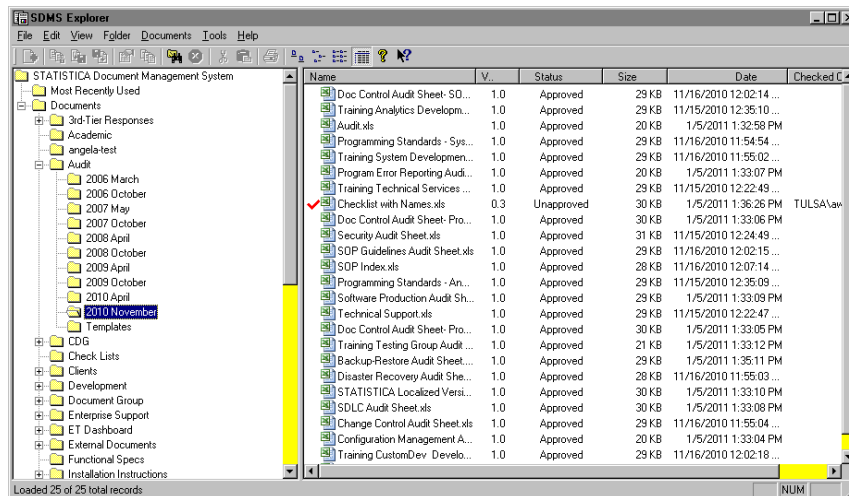 SDMS Explorer
File Edit View Folder Documents Tools Help
STATISTICA Document Management System
Most Recently Used
Documents
3rd-Tier Responses
Academic
angela-test
Audit
2006 March
2006 October
2007 May
2007 October
2008 April
2008 October
2009 April
2009 October
2010 April
2010 November
Templates
CDG
Check Lists
Clients
Development
Document Group
Enterprise Support
ET Dashboard
External Documents
Functional Specs
Installation Instructions
Name V.. Status Size Date Checked C
Doc Control Audit Sheet- SO... 1.0 Approved 29 KB 11/16/2010 12:02:14 ...
Training Analytics Developm... 1.0 Approved 29 KB 11/15/2010 12:35:10 ...
Audit.xls 1.0 Approved 20 KB 1/5/2011 1:32:58 PM
Programming Standards - Sys... 1.0 Approved 29 KB 11/16/2010 11:54:54 ...
Training System Developmen... 1.0 Approved 29 KB 11/16/2010 11:55:02 ...
Program Error Reporting Audi... 1.0 Approved 20 KB 1/5/2011 1:33:07 PM
Training Technical Services ... 1.0 Approved 29 KB 11/15/2010 12:22:49 ...
Checklist with Names.xls 0.3 Unapproved 30 KB 1/5/2011 1:36:26 PM TULSA\aw
Doc Control Audit Sheet- Pro... 1.0 Approved 30 KB 1/5/2011 1:33:06 PM
Security Audit Sheet.xls 1.0 Approved 31 KB 11/15/2010 12:24:49 ...
SOP Guidelines Audit Sheet.xls 1.0 Approved 29 KB 11/16/2010 12:02:15 ...
SOP Index.xls 1.0 Approved 28 KB 11/16/2010 12:07:14 ...
Programming Standards - An... 1.0 Approved 29 KB 11/15/2010 12:35:09 ...
Software Production Audit Sh... 1.0 Approved 29 KB 1/5/2011 1:33:09 PM
Technical Support.xls 1.0 Approved 29 KB 11/15/2010 12:22:47 ...
Doc Control Audit Sheet- Pro... 1.0 Approved 30 KB 1/5/2011 1:33:05 PM
Training Testing Group Audit ... 1.0 Approved 21 KB 1/5/2011 1:33:12 PM
Backup-Restore Audit Sheet.... 1.0 Approved 29 KB 1/5/2011 1:35:11 PM
Disaster Recovery Audit She... 1.0 Approved 28 KB 11/16/2010 11:55:03 ...
STATISTICA Localized Versi... 1.0 Approved 30 KB 1/5/2011 1:33:10 PM
SDLC Audit Sheet.xls 1.0 Approved 30 KB 1/5/2011 1:33:08 PM
Change Control Audit Sheet.xls 1.0 Approved 29 KB 11/16/2010 11:55:04 ...
Configuration Management A... 1.0 Approved 20 KB 1/5/2011 1:33:04 PM
Training CustomDev Develo... 1.0 Approved 29 KB 11/16/2010 12:02:18 ...
Loaded 25 of 25 total records NUM